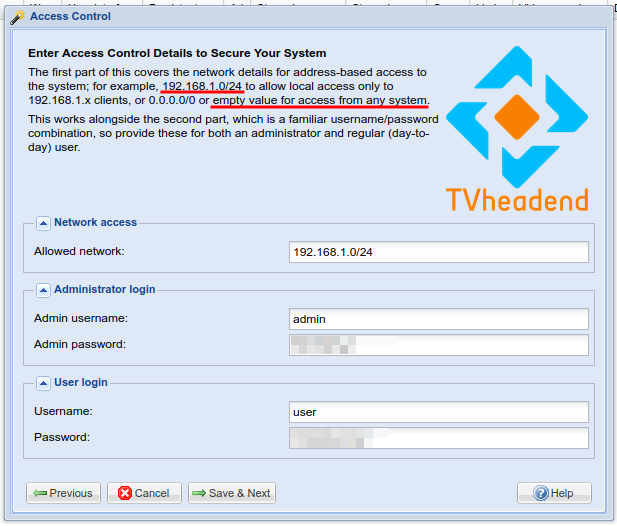 Access Control
Enter Access Control Details to Secure Your System
The first part of this covers the network details for address-based access to
the system; for example, 192.168.1.0/24 to allow local access only to
192.168.1.x clients, or 0.0.0.0/0 or empty value for access from any system.
This works alongside the second part, which is a familiar username/password
combination, so provide these for both an administrator and regular (day-to-
day) user.
TVheadend
Network access
Allowed network: 192.168.1.0/24
Administrator login
Admin username: admin
Admin password:
User login
Username: user
Password:
Previous Cancel Save & Next Help